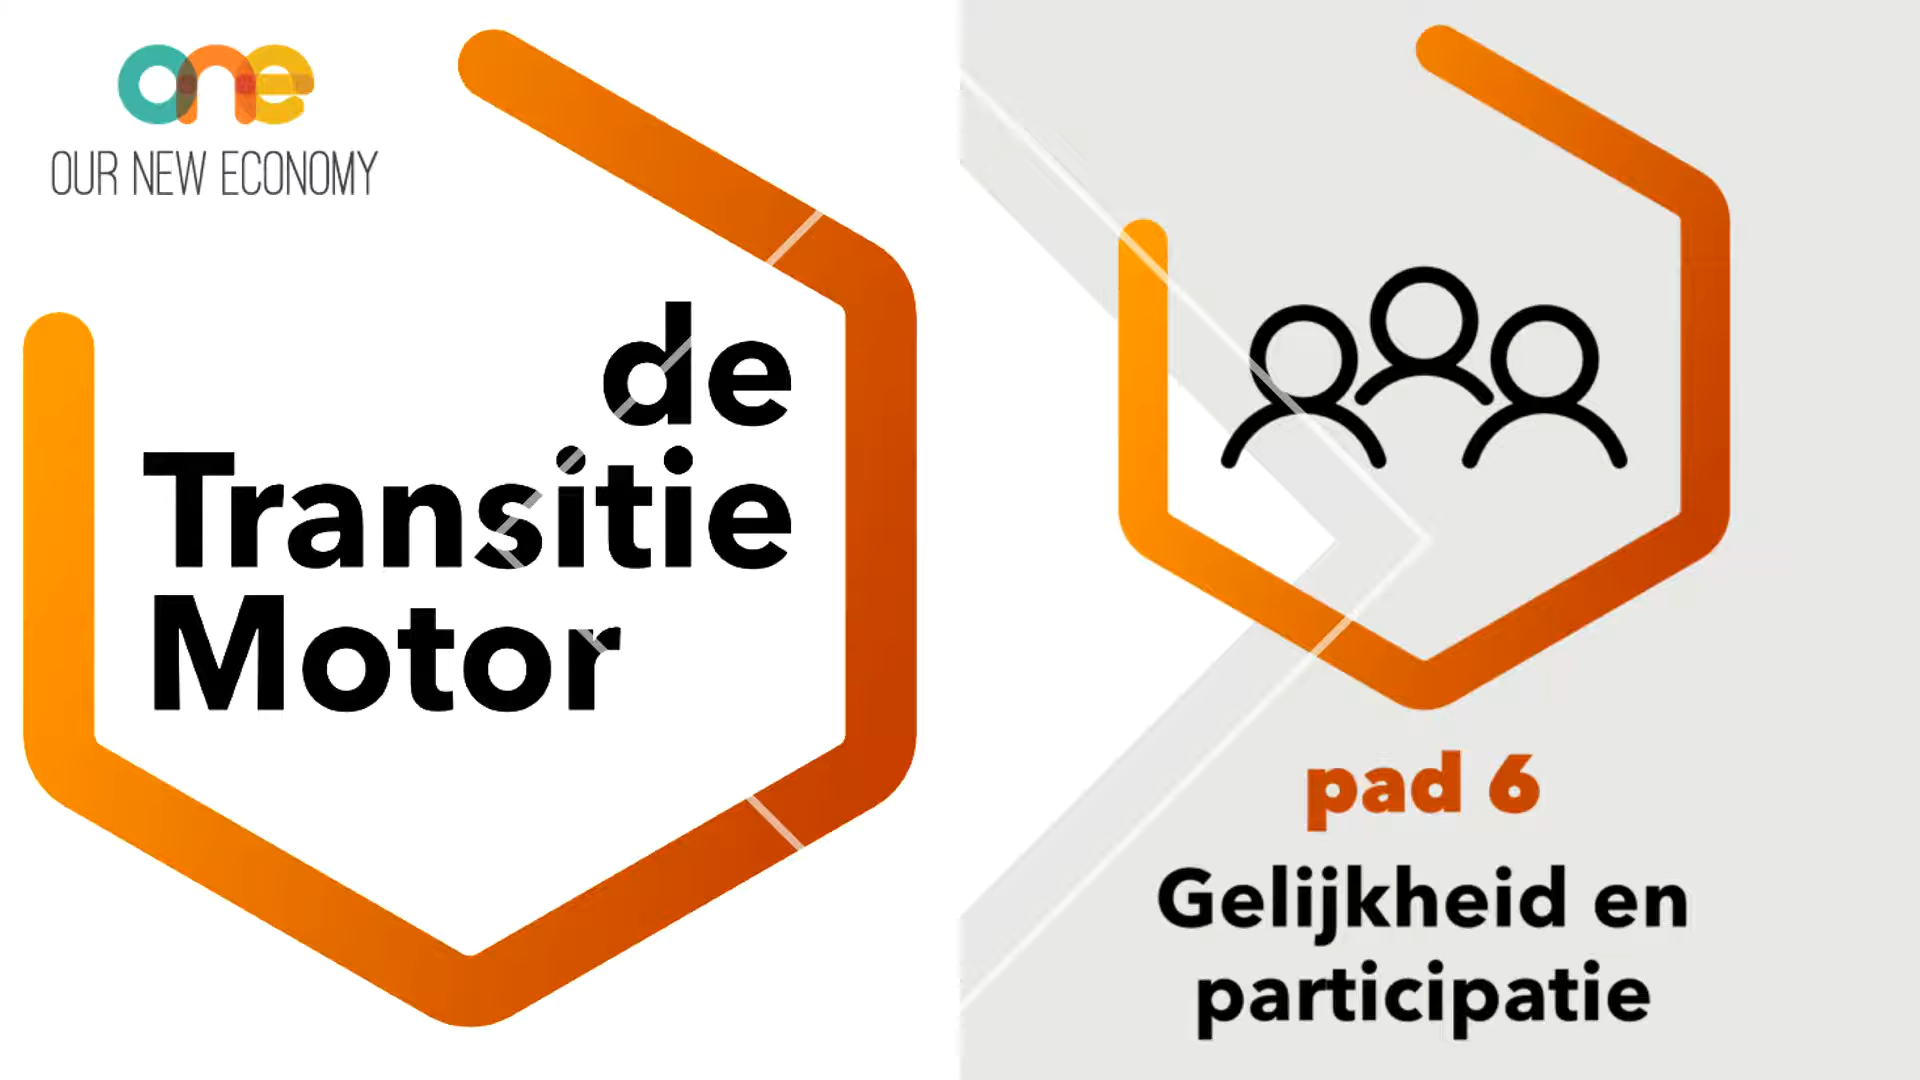 one
OUR NEW ECONOMY
de
Transitie
Motor
pad 6
Gelijkheid en
participatie